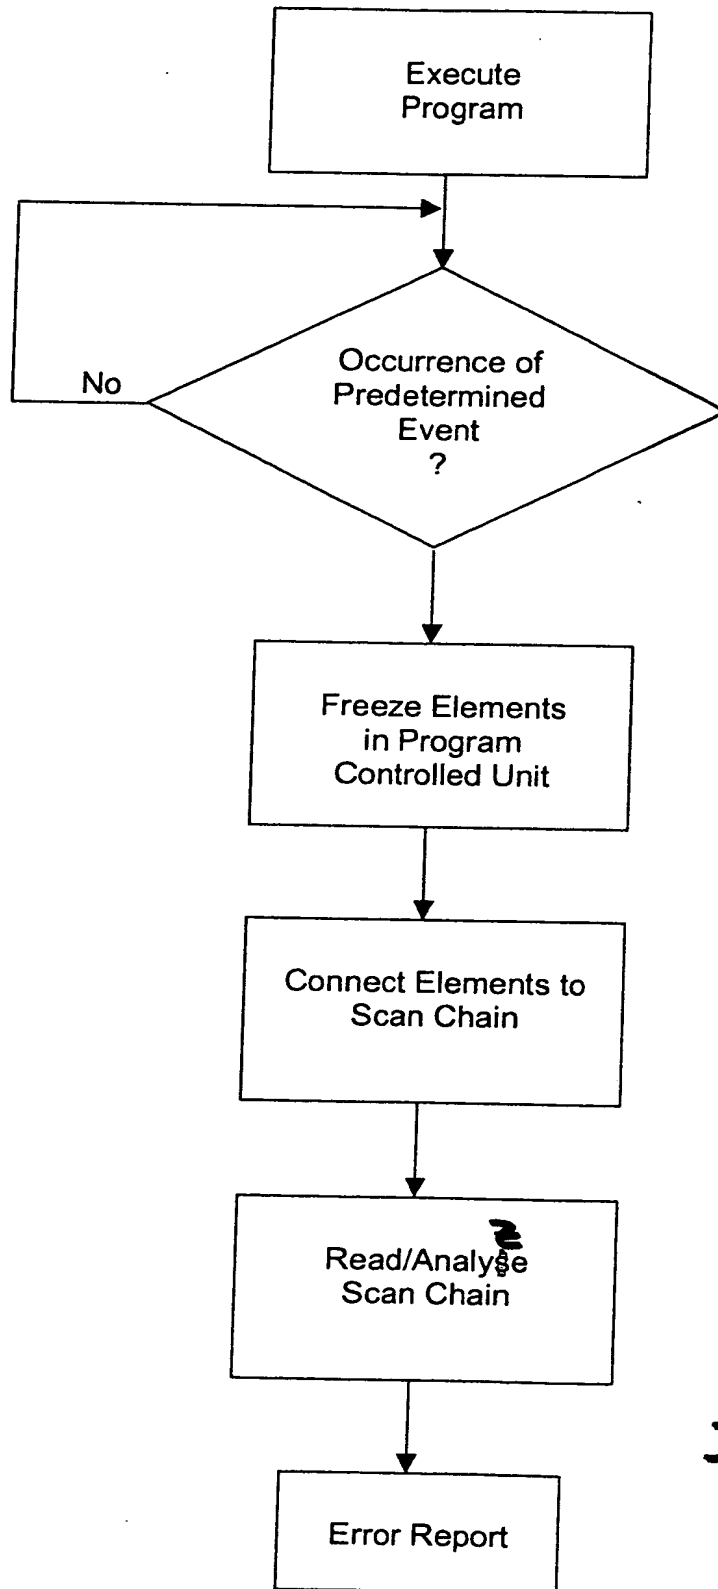 Execute
Program
No
Occurrence of
Predetermined
Event
?
Freeze Elements
in Program
Controlled Unit
Connect Elements to
Scan Chain
Read/Analyse
Scan Chain
Error Report